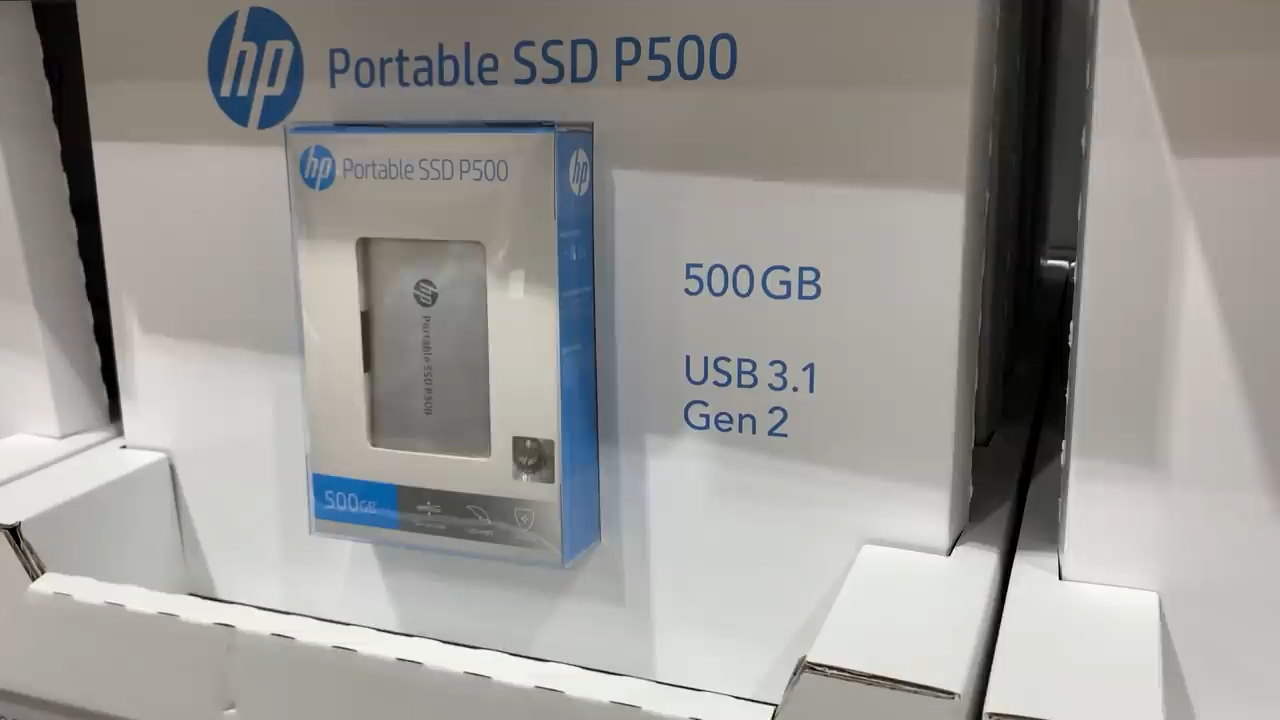 hp
Portable SSD P500
hp
Portable SSD P500
hp
500GB
USB 3.1
Gen 2
hp
Portable SSD P500
500GB